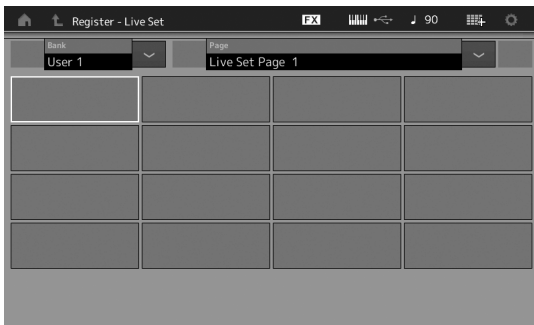 Register - Live Set FX ♩ 90
Bank Page
User 1 Live Set Page 1